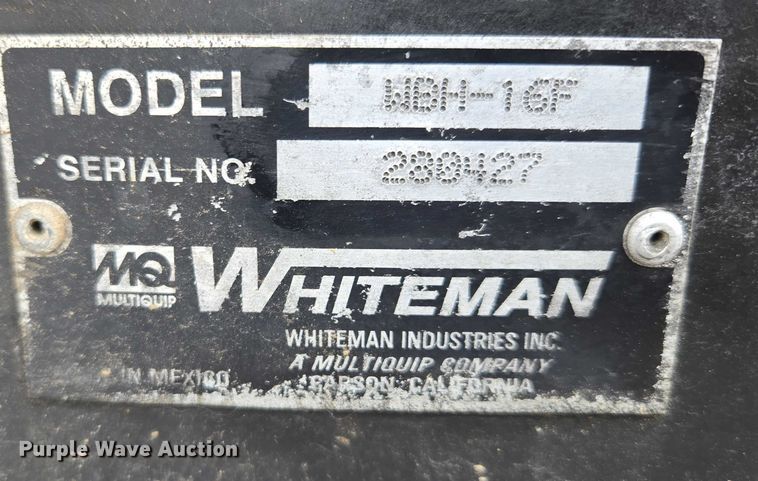 MODEL WBH-16F
SERIAL NO. 280427
MQ
MULTIQUIP
WHITEMAN
WHITEMAN INDUSTRIES INC.
A MULTIQUIP COMPANY
IN MEXICO
CARSON, CALIFORNIA
Purple Wave Auction